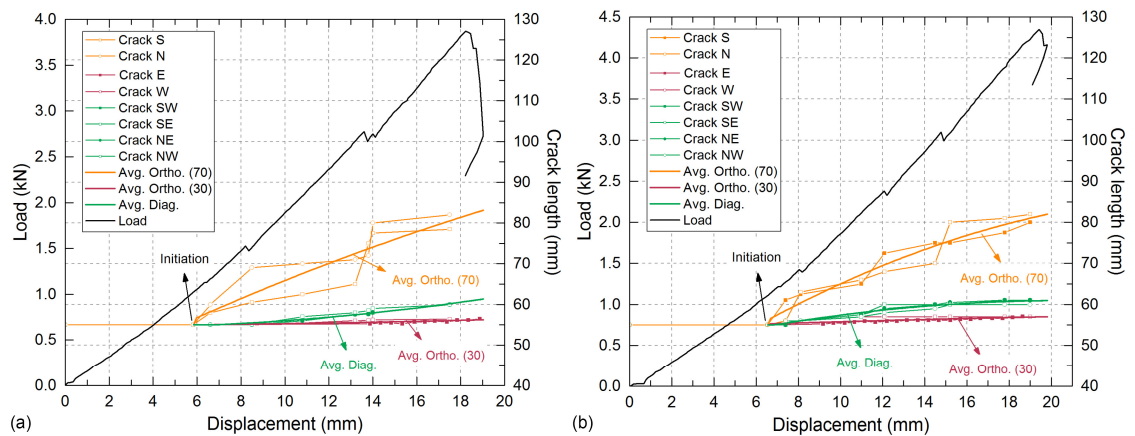 4.0
3.5
3.0
2.5
2.0
1.5
1.0
0.5
0.0
Load (kN)
Crack S
Crack N
Crack E
Crack W
Crack SW
Crack SE
Crack NE
Crack NW
Avg. Ortho. (70)
Avg. Ortho. (30)
Avg. Diag.
Load
Initiation
Avg. Ortho. (70)
Avg. Ortho. (30)
Avg. Diag.
130
120
110
100
90
80
70
60
50
40
Crack length (mm)
0 2 4 6 8 10 12 14 16 18 20
Displacement (mm)
(a)
4.5
4.0
3.5
3.0
2.5
2.0
1.5
1.0
0.5
0.0
Load (kN)
Crack S
Crack N
Crack E
Crack W
Crack SW
Crack SE
Crack NE
Crack NW
Avg. Ortho. (70)
Avg. Ortho. (30)
Avg. Diag.
Load
Initiation
Avg. Ortho. (70)
Avg. Diag.
Avg. Ortho. (30)
130
120
110
100
90
80
70
60
50
40
Crack length (mm)
0 2 4 6 8 10 12 14 16 18 20
Displacement (mm)
(b)